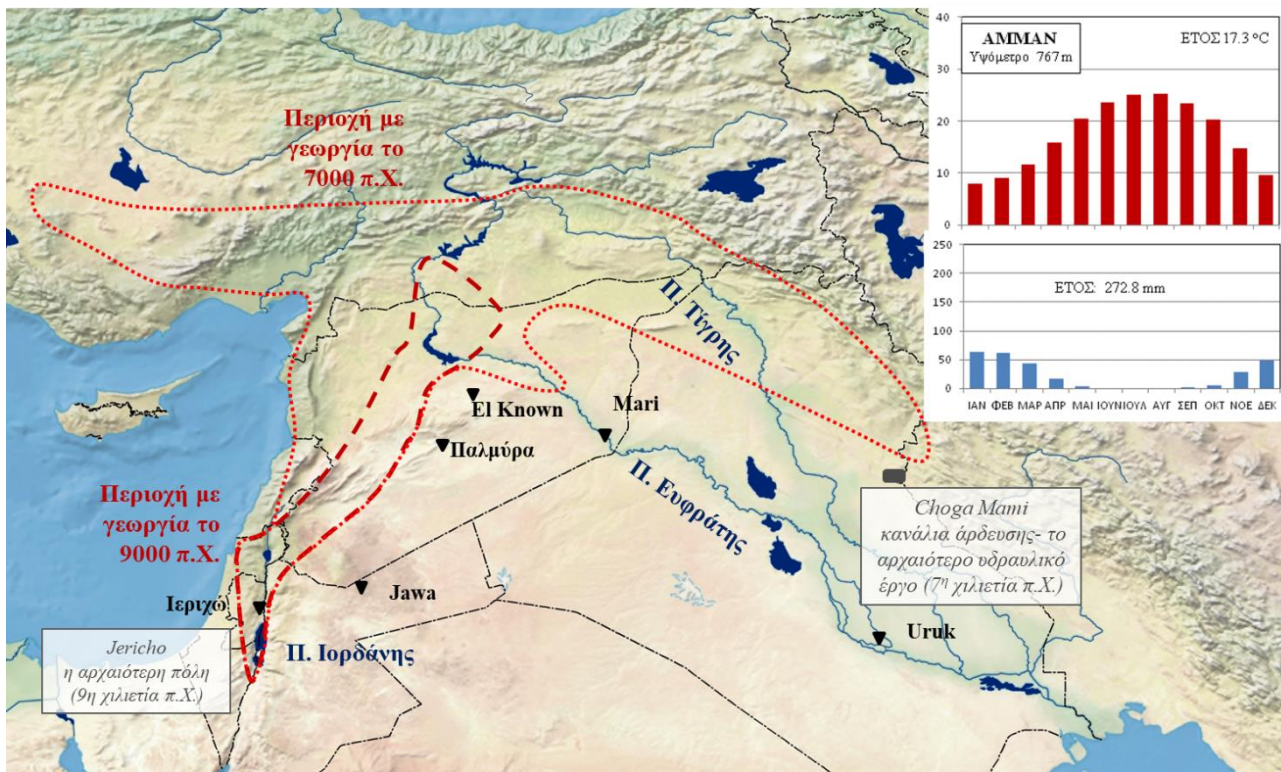 Περιοχή με
γεωργία το
7000 π.Χ.
Π. Τίγρης
El Known
Mari
Παλμύρα
Π. Ευφράτης
Περιοχή με
γεωργία το
9000 π.Χ.
Ιεριχώ
Jawa
Jericho
η αρχαιότερη πόλη
(9η χιλιετία π.Χ.)
Π. Ιορδάνης
Choga Mami
κανάλια άρδευσης- το
αρχαιότερο υδραυλικό
έργο (7η χιλιετία π.Χ.)
Uruk
ΑΜΜΑΝ
Υψόμετρο 767 m
ΕΤΟΣ 17.3 °C
40
30
20
10
0
ΕΤΟΣ: 272.8 mm
250
200
150
100
50
0
ΙΑΝ ΦΕΒ ΜΑΡ ΑΠΡ ΜΑΙ ΙΟΥΝ ΙΟΥΛ ΑΥΓ ΣΕΠ ΟΚΤ ΝΟΕ ΔΕΚ